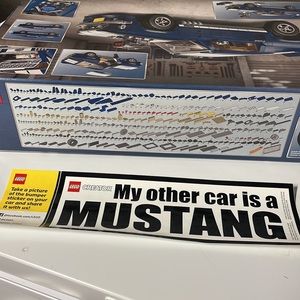 LEGO
Take a picture
of the bumper
sticker on your
car and share
it with us!
LEGO
CREATOR
My other car is a
MUSTANG